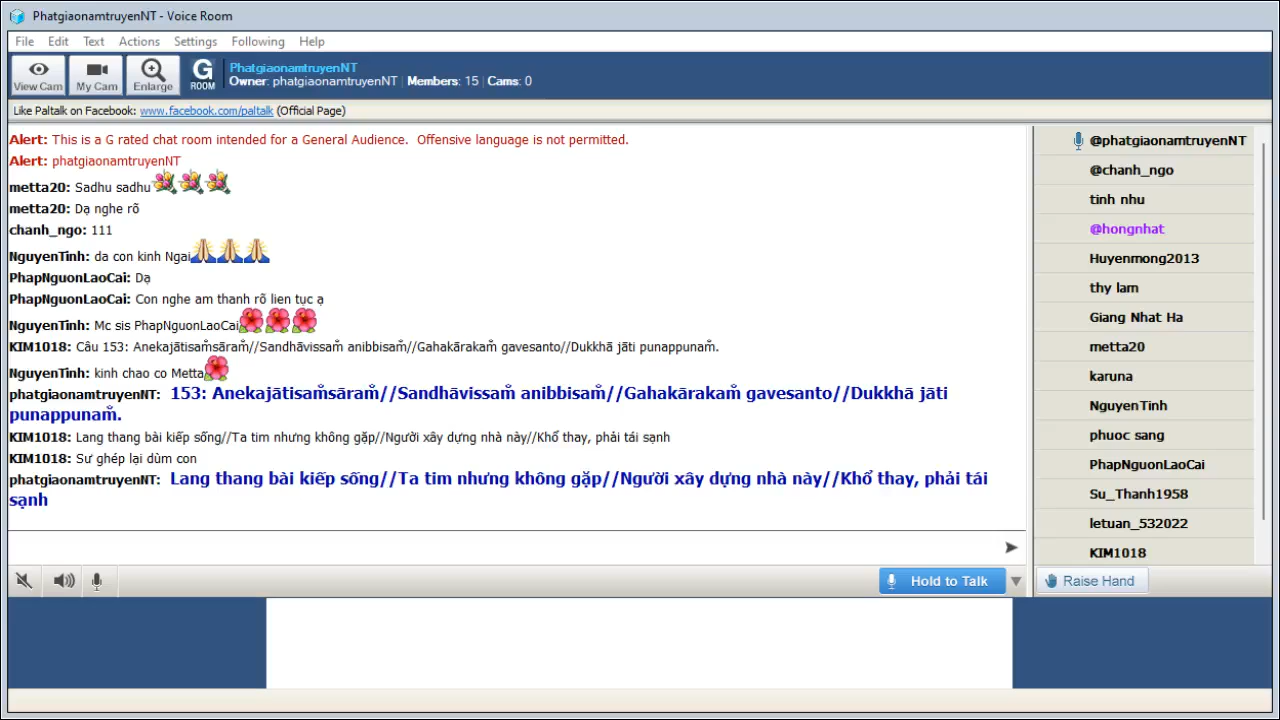 PhatgiaonamtruyenNT - Voice Room
File Edit Text Actions Settings Following Help
View Cam My Cam Enlarge G ROOM
PhatgiaonamtruyenNT
Owner: phatgiaonamtruyenNT | Members: 15 | Cams: 0
Like Paltalk on Facebook: www.facebook.com/paltalk (Official Page)
Alert: This is a G rated chat room intended for a General Audience. Offensive language is not permitted.
Alert: phatgiaonamtruyenNT
metta20: Sadhu sadhu
metta20: Dạ nghe rõ
chanh_ngo: 111
NguyenTinh: da con kinh Ngai
PhapNguonLaoCai: Dạ
PhapNguonLaoCai: Con nghe am thanh rõ lien tục ạ
NguyenTinh: Mc sis PhapNguonLaoCai
KIM1018: Câu 153: Anekajātisaṁsāraṁ//Sandhāvissaṁ anibbisaṁ//Gahakārakaṁ gavesanto//Dukkhā jāti punappunaṁ.
NguyenTinh: kinh chao co Metta
phatgiaonamtruyenNT: 153: Anekajātisaṁsāraṁ//Sandhāvissaṁ anibbisaṁ//Gahakārakaṁ gavesanto//Dukkhā jāti
punappunaṁ.
KIM1018: Lang thang bài kiếp sống//Ta tim nhưng không gặp//Người xây dựng nhà này//Khổ thay, phải tái sạnh
KIM1018: Sư ghép lại dùm con
phatgiaonamtruyenNT: Lang thang bài kiếp sống//Ta tim nhưng không gặp//Người xây dựng nhà này//Khổ thay, phải tái
sạnh
Hold to Talk
@phatgiaonamtruyenNT
@chanh_ngo
tinh nhu
@hongnhat
Huyenmong2013
thy lam
Giang Nhat Ha
metta20
karuna
NguyenTinh
phuoc sang
PhapNguonLaoCai
Su_Thanh1958
letuan_532022
KIM1018
Raise Hand